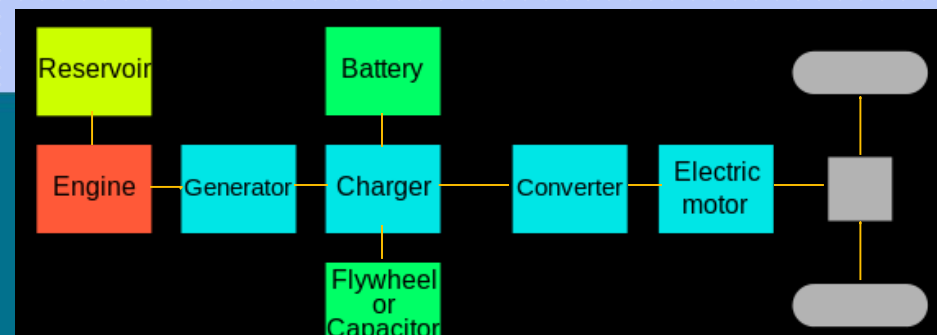 Reservoir
Battery
Engine
Generator
Charger
Converter
Electric
motor
Flywheel
or
Capacitor